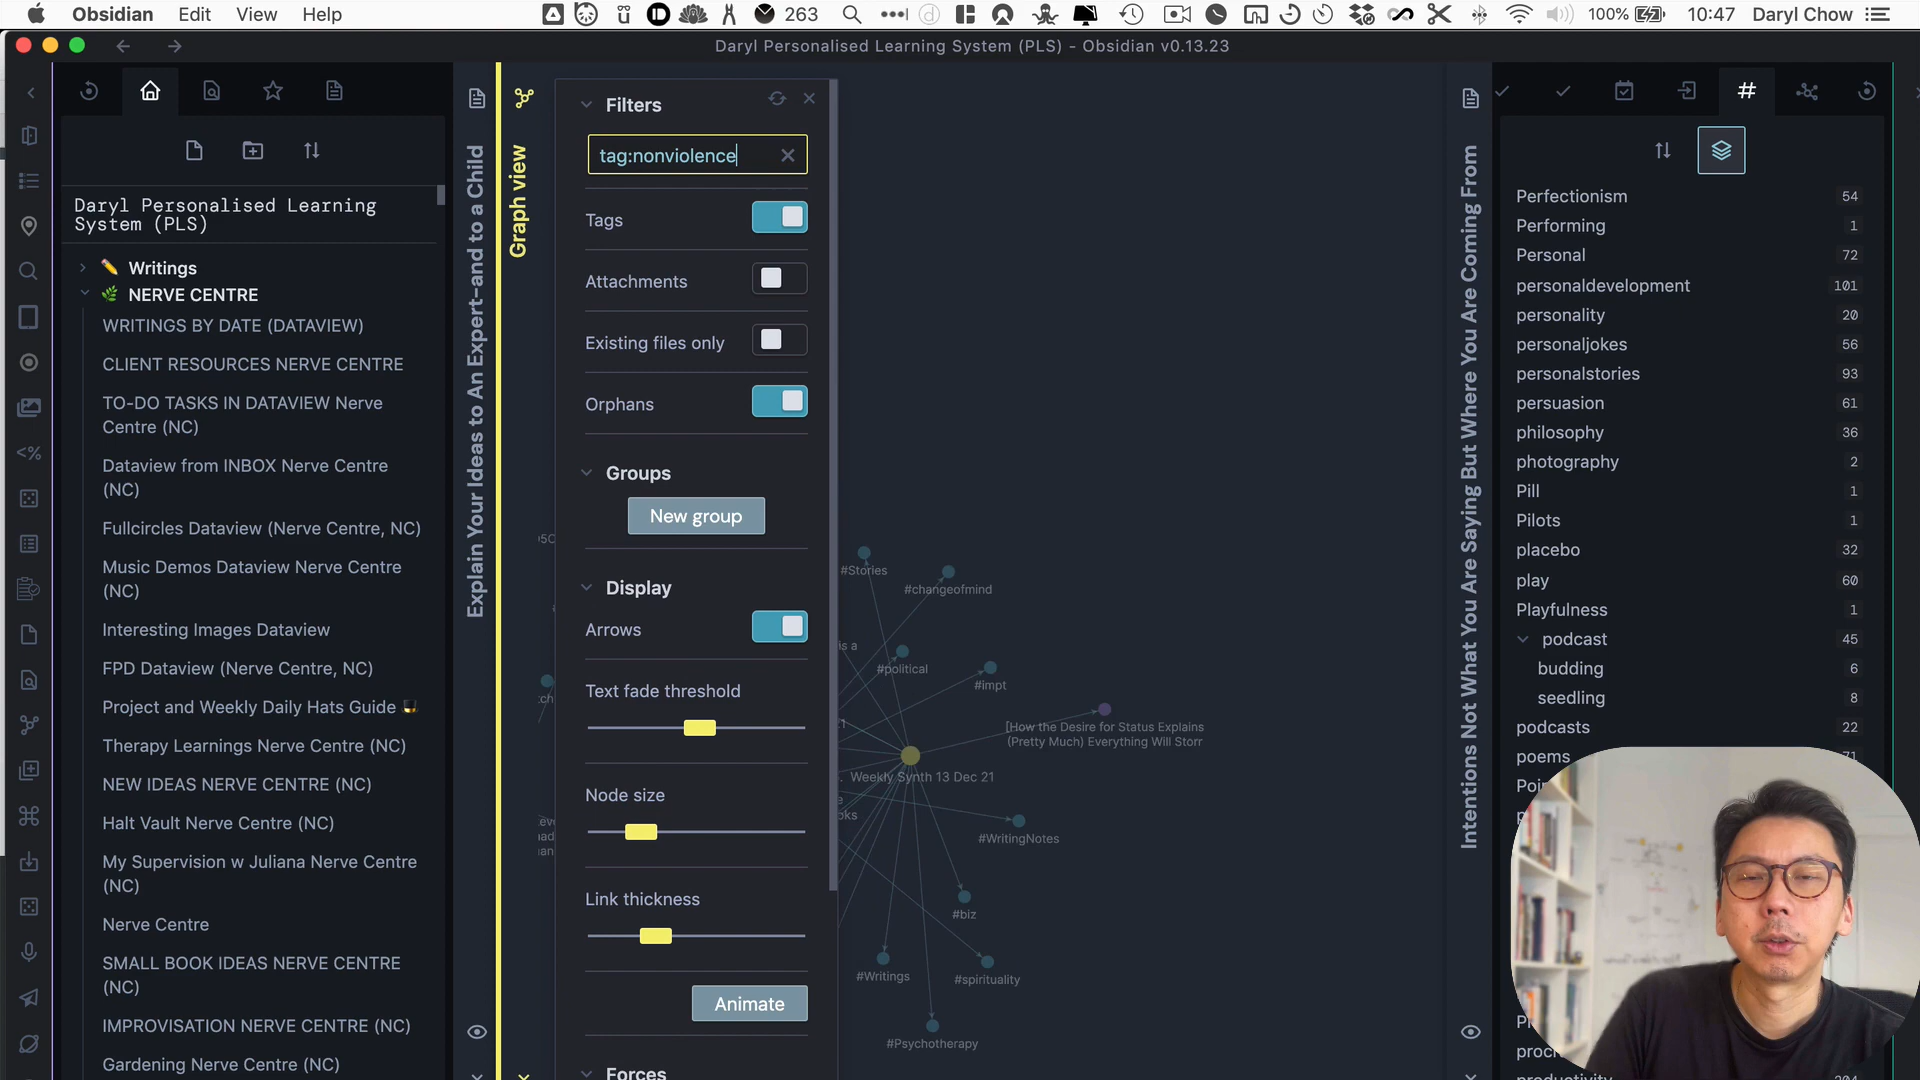 Obsidian Edit View Help
263
100%
10:47
Daryl Chow
Daryl Personalised Learning System (PLS) - Obsidian v0.13.23
Daryl Personalised Learning
System (PLS)
Writings
NERVE CENTRE
WRITINGS BY DATE (DATAVIEW)
CLIENT RESOURCES NERVE CENTRE
TO-DO TASKS IN DATAVIEW Nerve
Centre (NC)
Dataview from INBOX Nerve Centre
(NC)
Fullcircles Dataview (Nerve Centre, NC)
Music Demos Dataview Nerve Centre
(NC)
Interesting Images Dataview
FPD Dataview (Nerve Centre, NC)
Project and Weekly Daily Hats Guide
Therapy Learnings Nerve Centre (NC)
NEW IDEAS NERVE CENTRE (NC)
Halt Vault Nerve Centre (NC)
My Supervision w Juliana Nerve Centre
(NC)
Nerve Centre
SMALL BOOK IDEAS NERVE CENTRE
(NC)
IMPROVISATION NERVE CENTRE (NC)
Gardening Nerve Centre (NC)
Explain Your Ideas to An Expert–and to a Child
Graph view
Filters
tag:nonviolence
Tags
Attachments
Existing files only
Orphans
Groups
New group
Display
Arrows
Text fade threshold
Node size
Link thickness
Animate
Forces
#Stories
#changeofmind
is a
#political
#impt
[How the Desire for Status Explains
(Pretty Much) Everything Will Storr
Weekly Synth 13 Dec 21
#WritingNotes
#biz
#Writings
#spirituality
#Psychotherapy
Intentions Not What You Are Saying But Where You Are Coming From
Perfectionism 54
Performing 1
Personal 72
personaldevelopment 101
personality 20
personaljokes 56
personalstories 93
persuasion 61
philosophy 36
photography 2
Pill 1
Pilots 1
placebo 32
play 60
Playfulness 1
podcast 45
budding 6
seedling 8
podcasts 22
poems 71
productivity 204